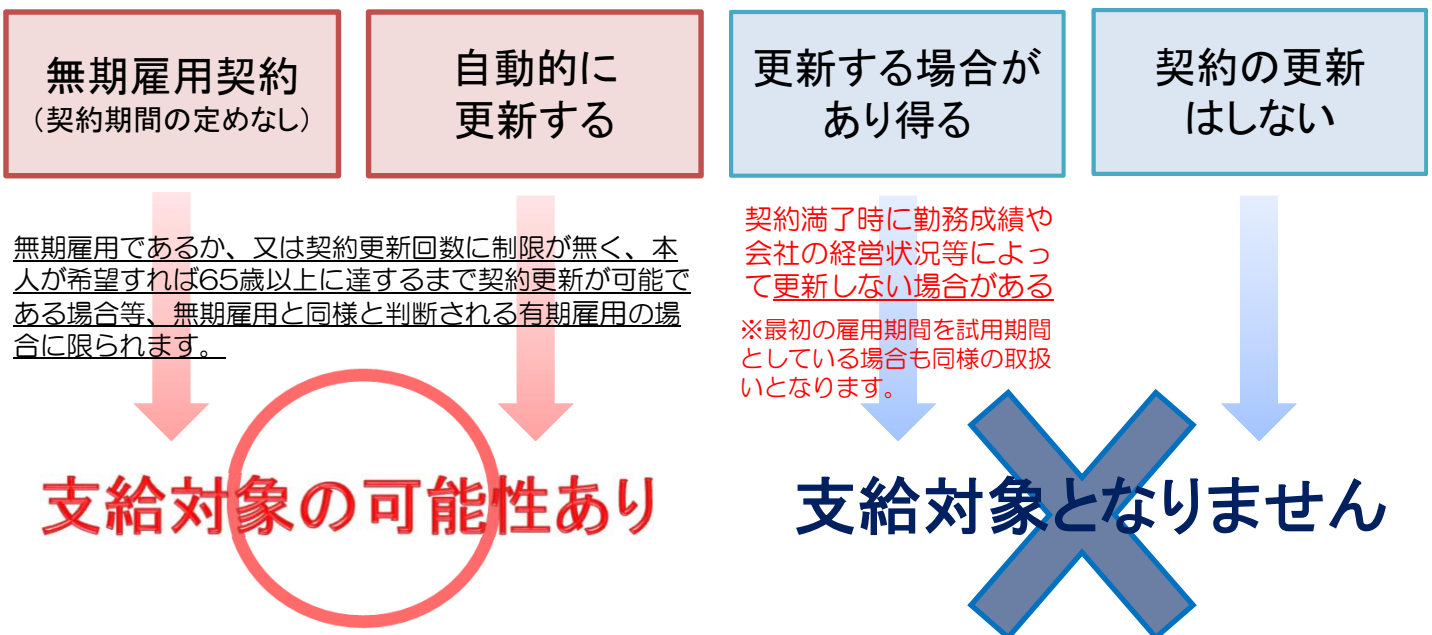 無期雇用契約
（契約期間の定めなし）
自動的に
更新する
更新する場合が
あり得る
契約の更新
はしない
無期雇用であるか、又は契約更新回数に制限が無く、本
人が希望すれば65歳以上に達するまで契約更新が可能で
ある場合等、無期雇用と同様と判断される有期雇用の場
合に限られます。
契約満了時に勤務成績や
会社の経営状況等によっ
て更新しない場合がある
※最初の雇用期間を試用期間
としている場合も同様の取扱
いとなります。
支給対象の可能性あり
支給対象となりません